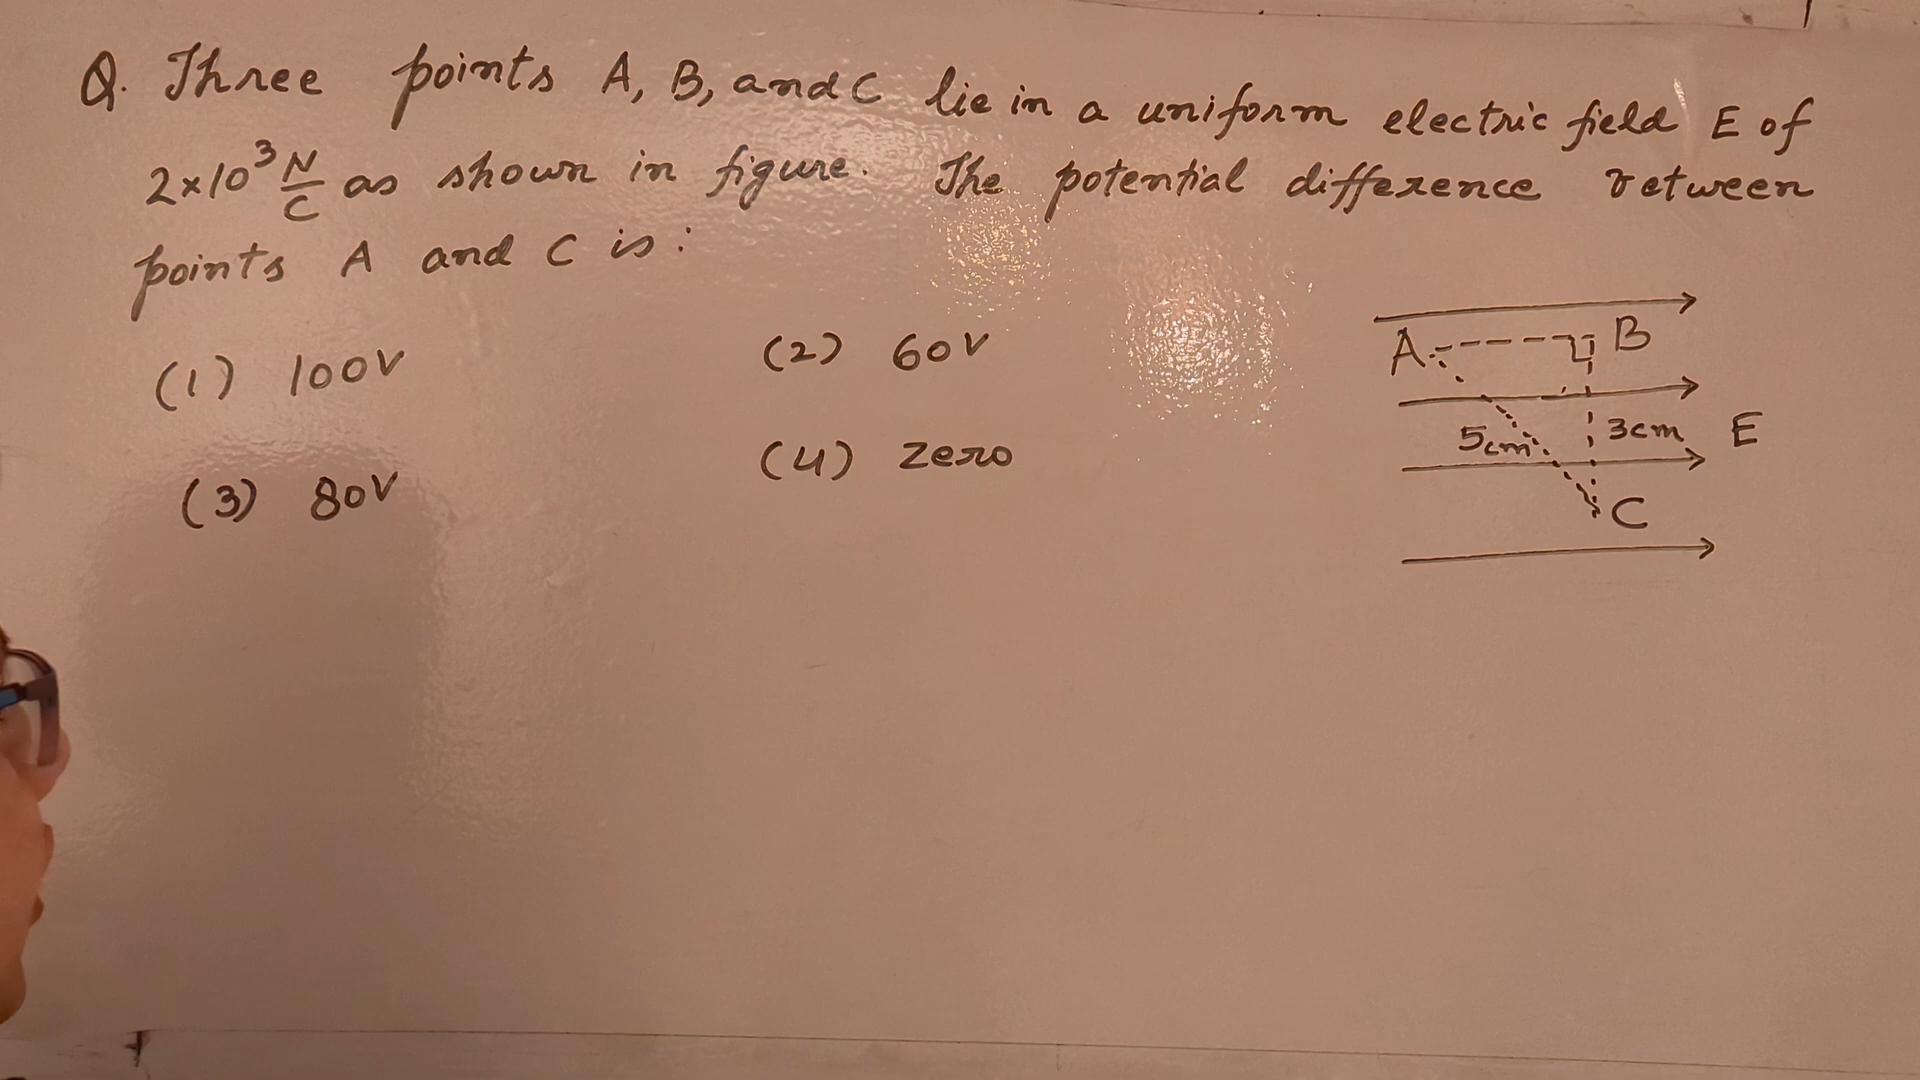 Q. Three points A, B, and C lie in a uniform electric field E of
2×10³ N/C as shown in figure. The potential difference between
points A and C is:
(1) 100V (2) 60V
(3) 80V (4) Zero
A B
5cm 3cm E
C